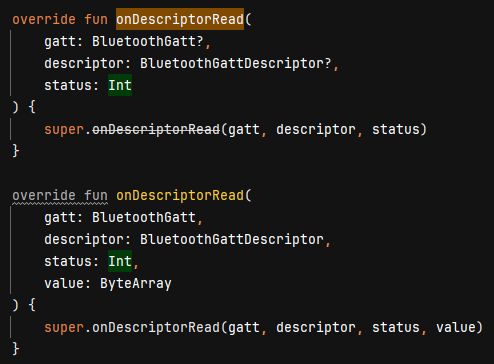 override fun onDescriptorRead(
    gatt: BluetoothGatt?,
    descriptor: BluetoothGattDescriptor?,
    status: Int
) {
    super.onDescriptorRead(gatt, descriptor, status)
}
override fun onDescriptorRead(
    gatt: BluetoothGatt,
    descriptor: BluetoothGattDescriptor,
    status: Int,
    value: ByteArray
) {
    super.onDescriptorRead(gatt, descriptor, status, value)
}